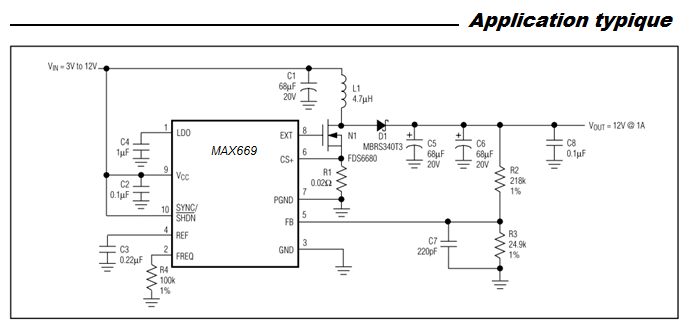 Application typique
VIN = 3V to 12V
C1
68µF
20V
L1
4.7µH
1
LDO
C4
1µF
MAX669
EXT
8
N1
FDS6680
D1
MBRS340T3
C5
68µF
20V
C6
68µF
20V
VOUT = 12V @ 1A
C8
0.1µF
CS+
6
R1
0.02Ω
R2
218k
1%
9
VCC
C2
0.1µF
PGND
7
10
SYNC/
SHDN
FB
5
4
REF
C3
0.22µF
GND
3
C7
220pF
R3
24.9k
1%
2
FREQ
R4
100k
1%